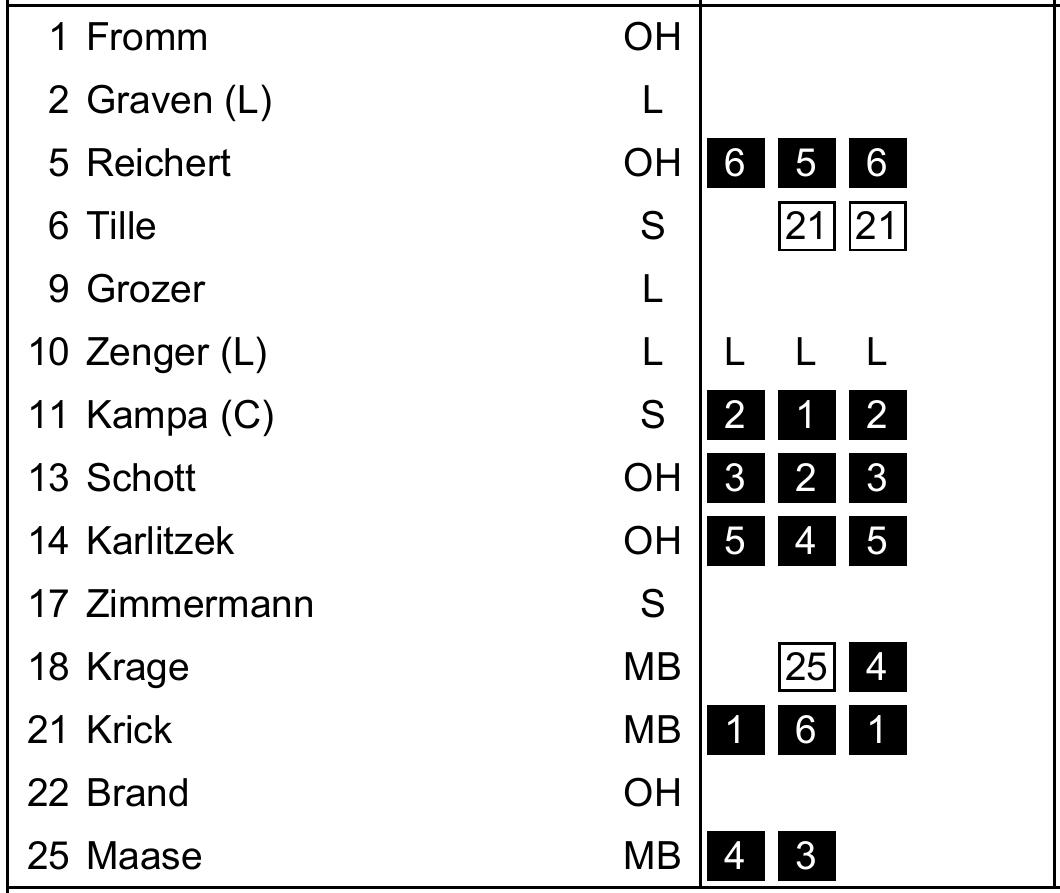 1 Fromm OH
2 Graven (L) L
5 Reichert OH 6 5 6
6 Tille S 21 21
9 Grozer L
10 Zenger (L) L L L L
11 Kampa (C) S 2 1 2
13 Schott OH 3 2 3
14 Karlitzek OH 5 4 5
17 Zimmermann S
18 Krage MB 25 4
21 Krick MB 1 6 1
22 Brand OH
25 Maase MB 4 3